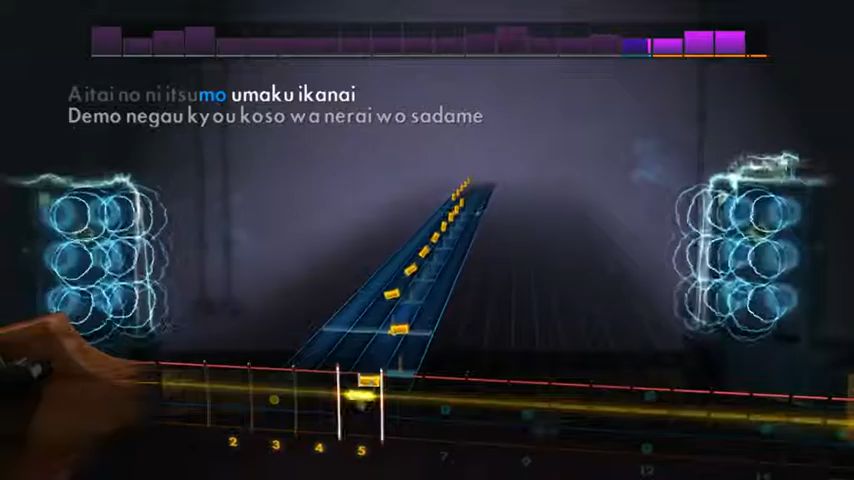 Aitai no ni itsumo umaku ikanai
Demo negau kyou koso wa nerai wo sadame
2 3 4 5 7 9 12